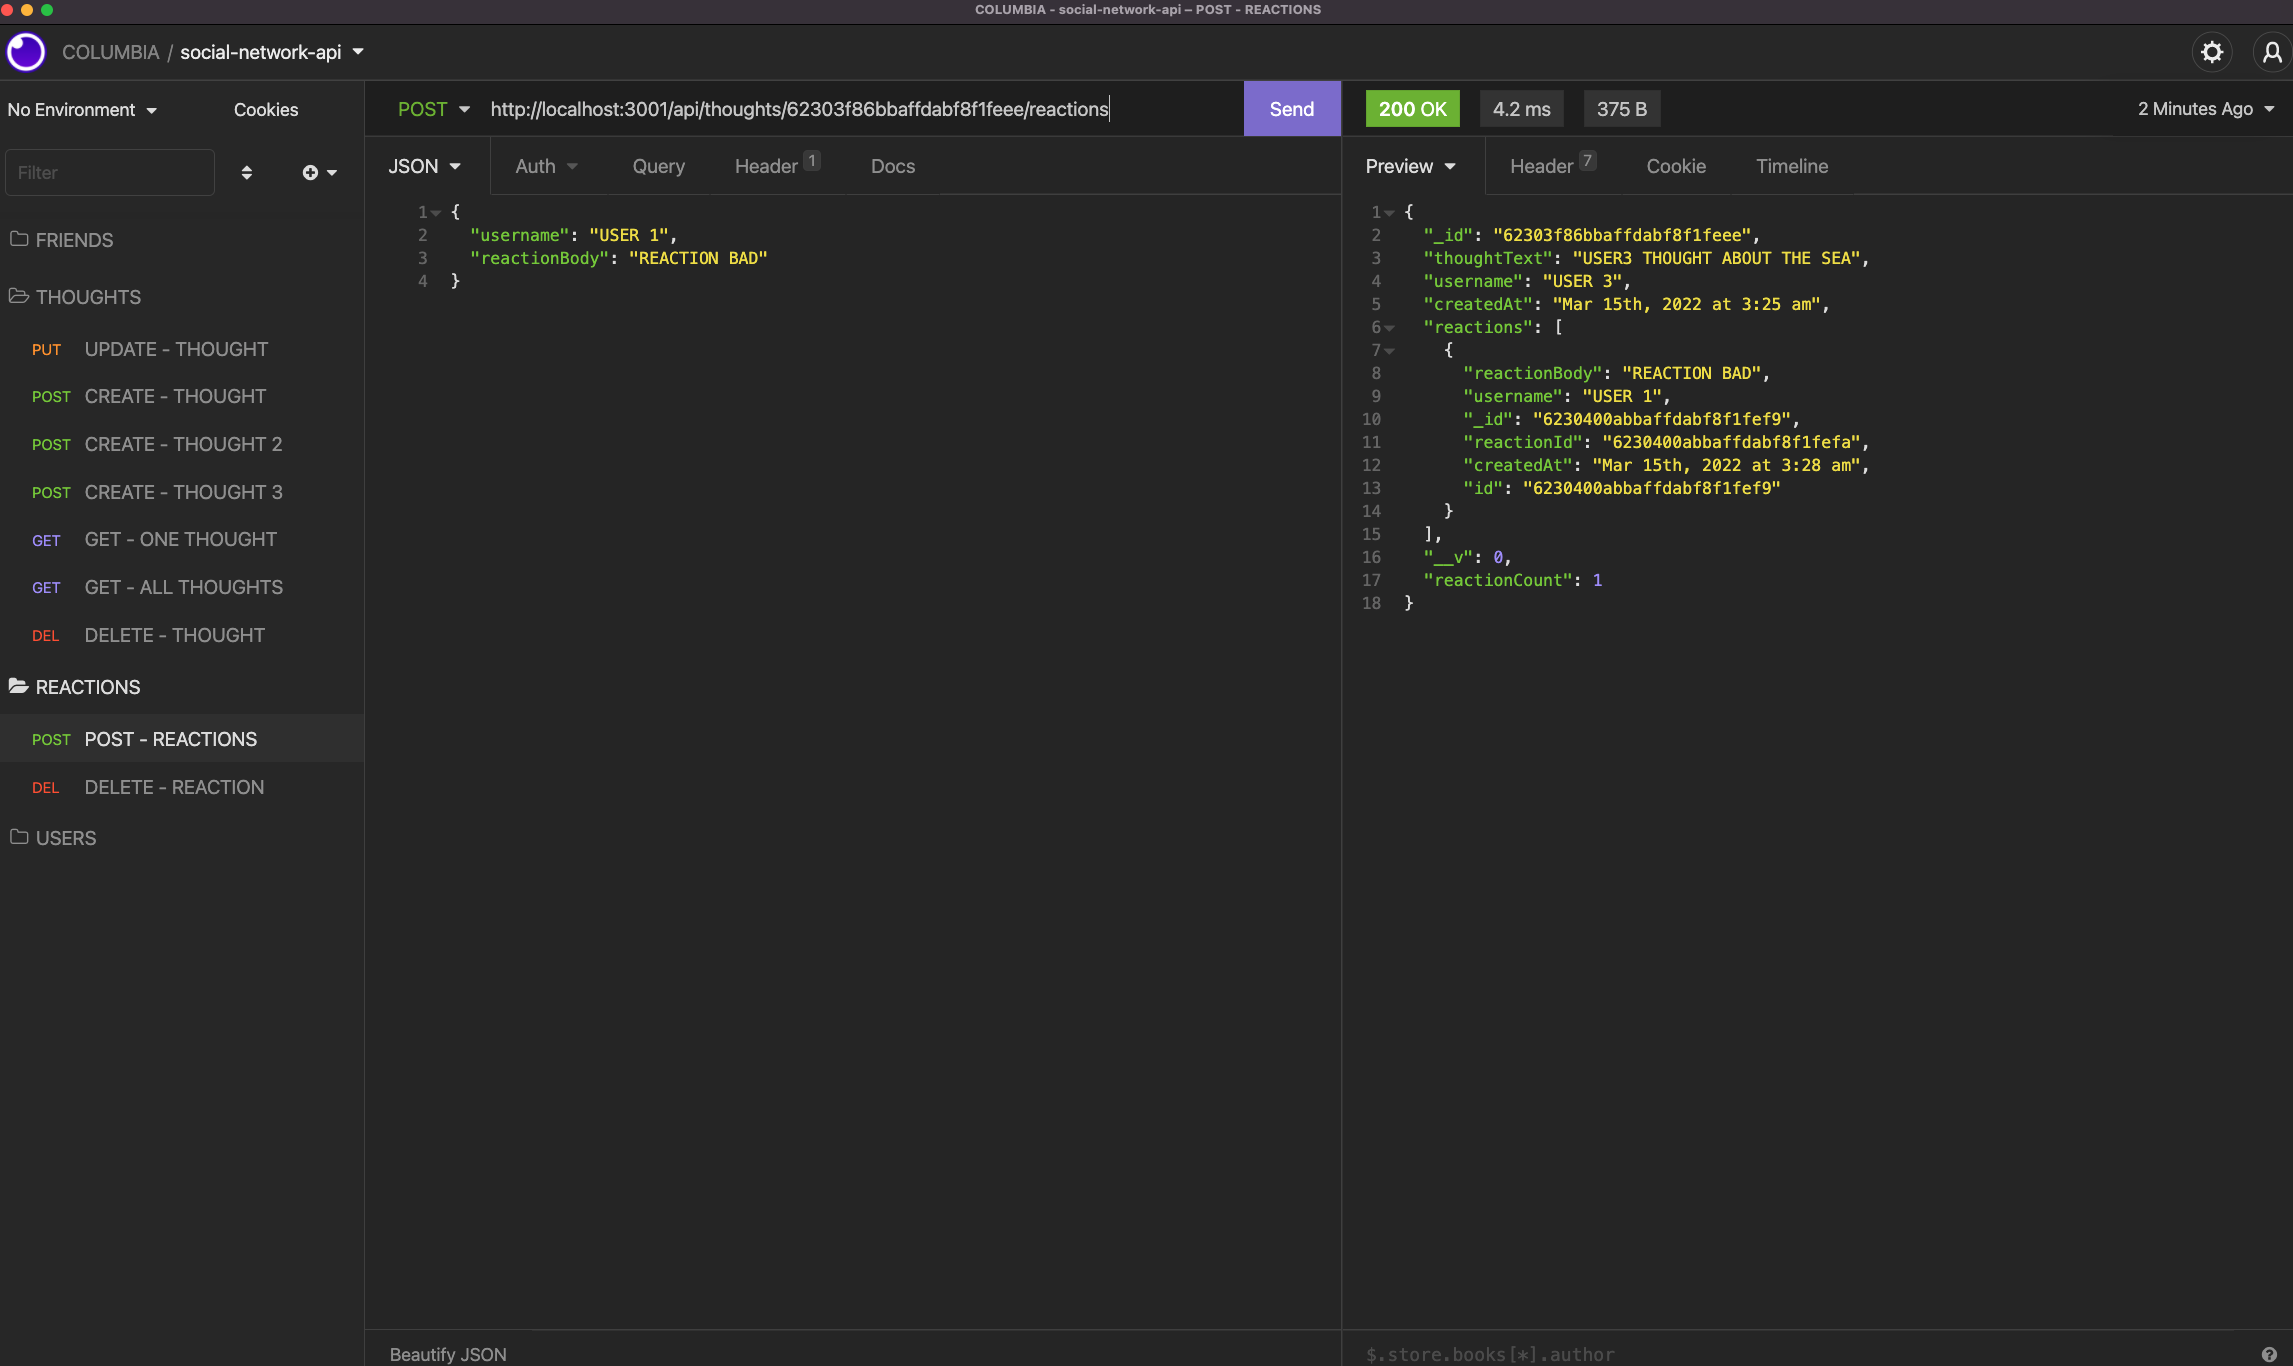 COLUMBIA - social-network-api – POST - REACTIONS
COLUMBIA / social-network-api
No Environment
Cookies
Filter
FRIENDS
THOUGHTS
PUT UPDATE - THOUGHT
POST CREATE - THOUGHT
POST CREATE - THOUGHT 2
POST CREATE - THOUGHT 3
GET GET - ONE THOUGHT
GET GET - ALL THOUGHTS
DEL DELETE - THOUGHT
REACTIONS
POST POST - REACTIONS
DEL DELETE - REACTION
USERS
POST http://localhost:3001/api/thoughts/62303f86bbaffdabf8f1feee/reactions Send
JSON Auth Query Header 1 Docs
1 {
2 "username": "USER 1",
3 "reactionBody": "REACTION BAD"
4 }
Beautify JSON
200 OK 4.2 ms 375 B 2 Minutes Ago
Preview Header 7 Cookie Timeline
1 {
2 "_id": "62303f86bbaffdabf8f1feee",
3 "thoughtText": "USER3 THOUGHT ABOUT THE SEA",
4 "username": "USER 3",
5 "createdAt": "Mar 15th, 2022 at 3:25 am",
6 "reactions": [
7 {
8 "reactionBody": "REACTION BAD",
9 "username": "USER 1",
10 "_id": "6230400abbaffdabf8f1fef9",
11 "reactionId": "6230400abbaffdabf8f1fefa",
12 "createdAt": "Mar 15th, 2022 at 3:28 am",
13 "id": "6230400abbaffdabf8f1fef9"
14 }
15 ],
16 "__v": 0,
17 "reactionCount": 1
18 }
$.store.books[*].author